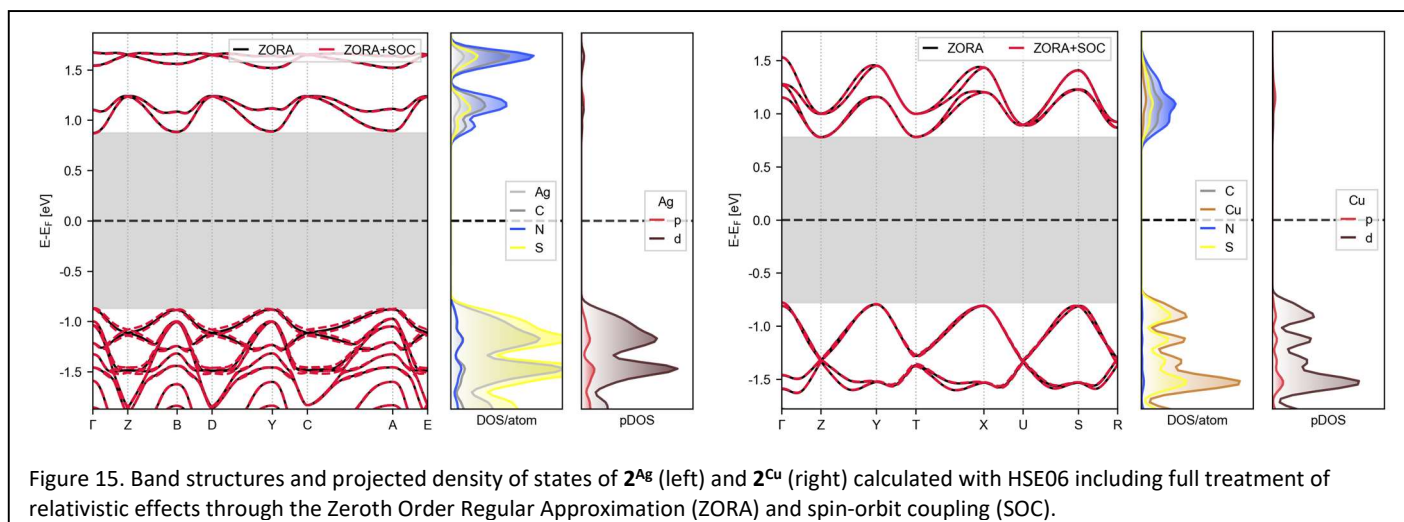 ZORA ZORA+SOC
1.5
1.0
0.5
0.0
-0.5
-1.0
-1.5
E-E_F [eV]
Γ Z B D Y C A E
Ag
C
N
S
DOS/atom
Ag
p
d
pDOS
ZORA ZORA+SOC
1.5
1.0
0.5
0.0
-0.5
-1.0
-1.5
E-E_F [eV]
Γ Z Y T X U S R
C
Cu
N
S
DOS/atom
Cu
p
d
pDOS
Figure 15. Band structures and projected density of states of 2^Ag (left) and 2^Cu (right) calculated with HSE06 including full treatment of
relativistic effects through the Zeroth Order Regular Approximation (ZORA) and spin-orbit coupling (SOC).